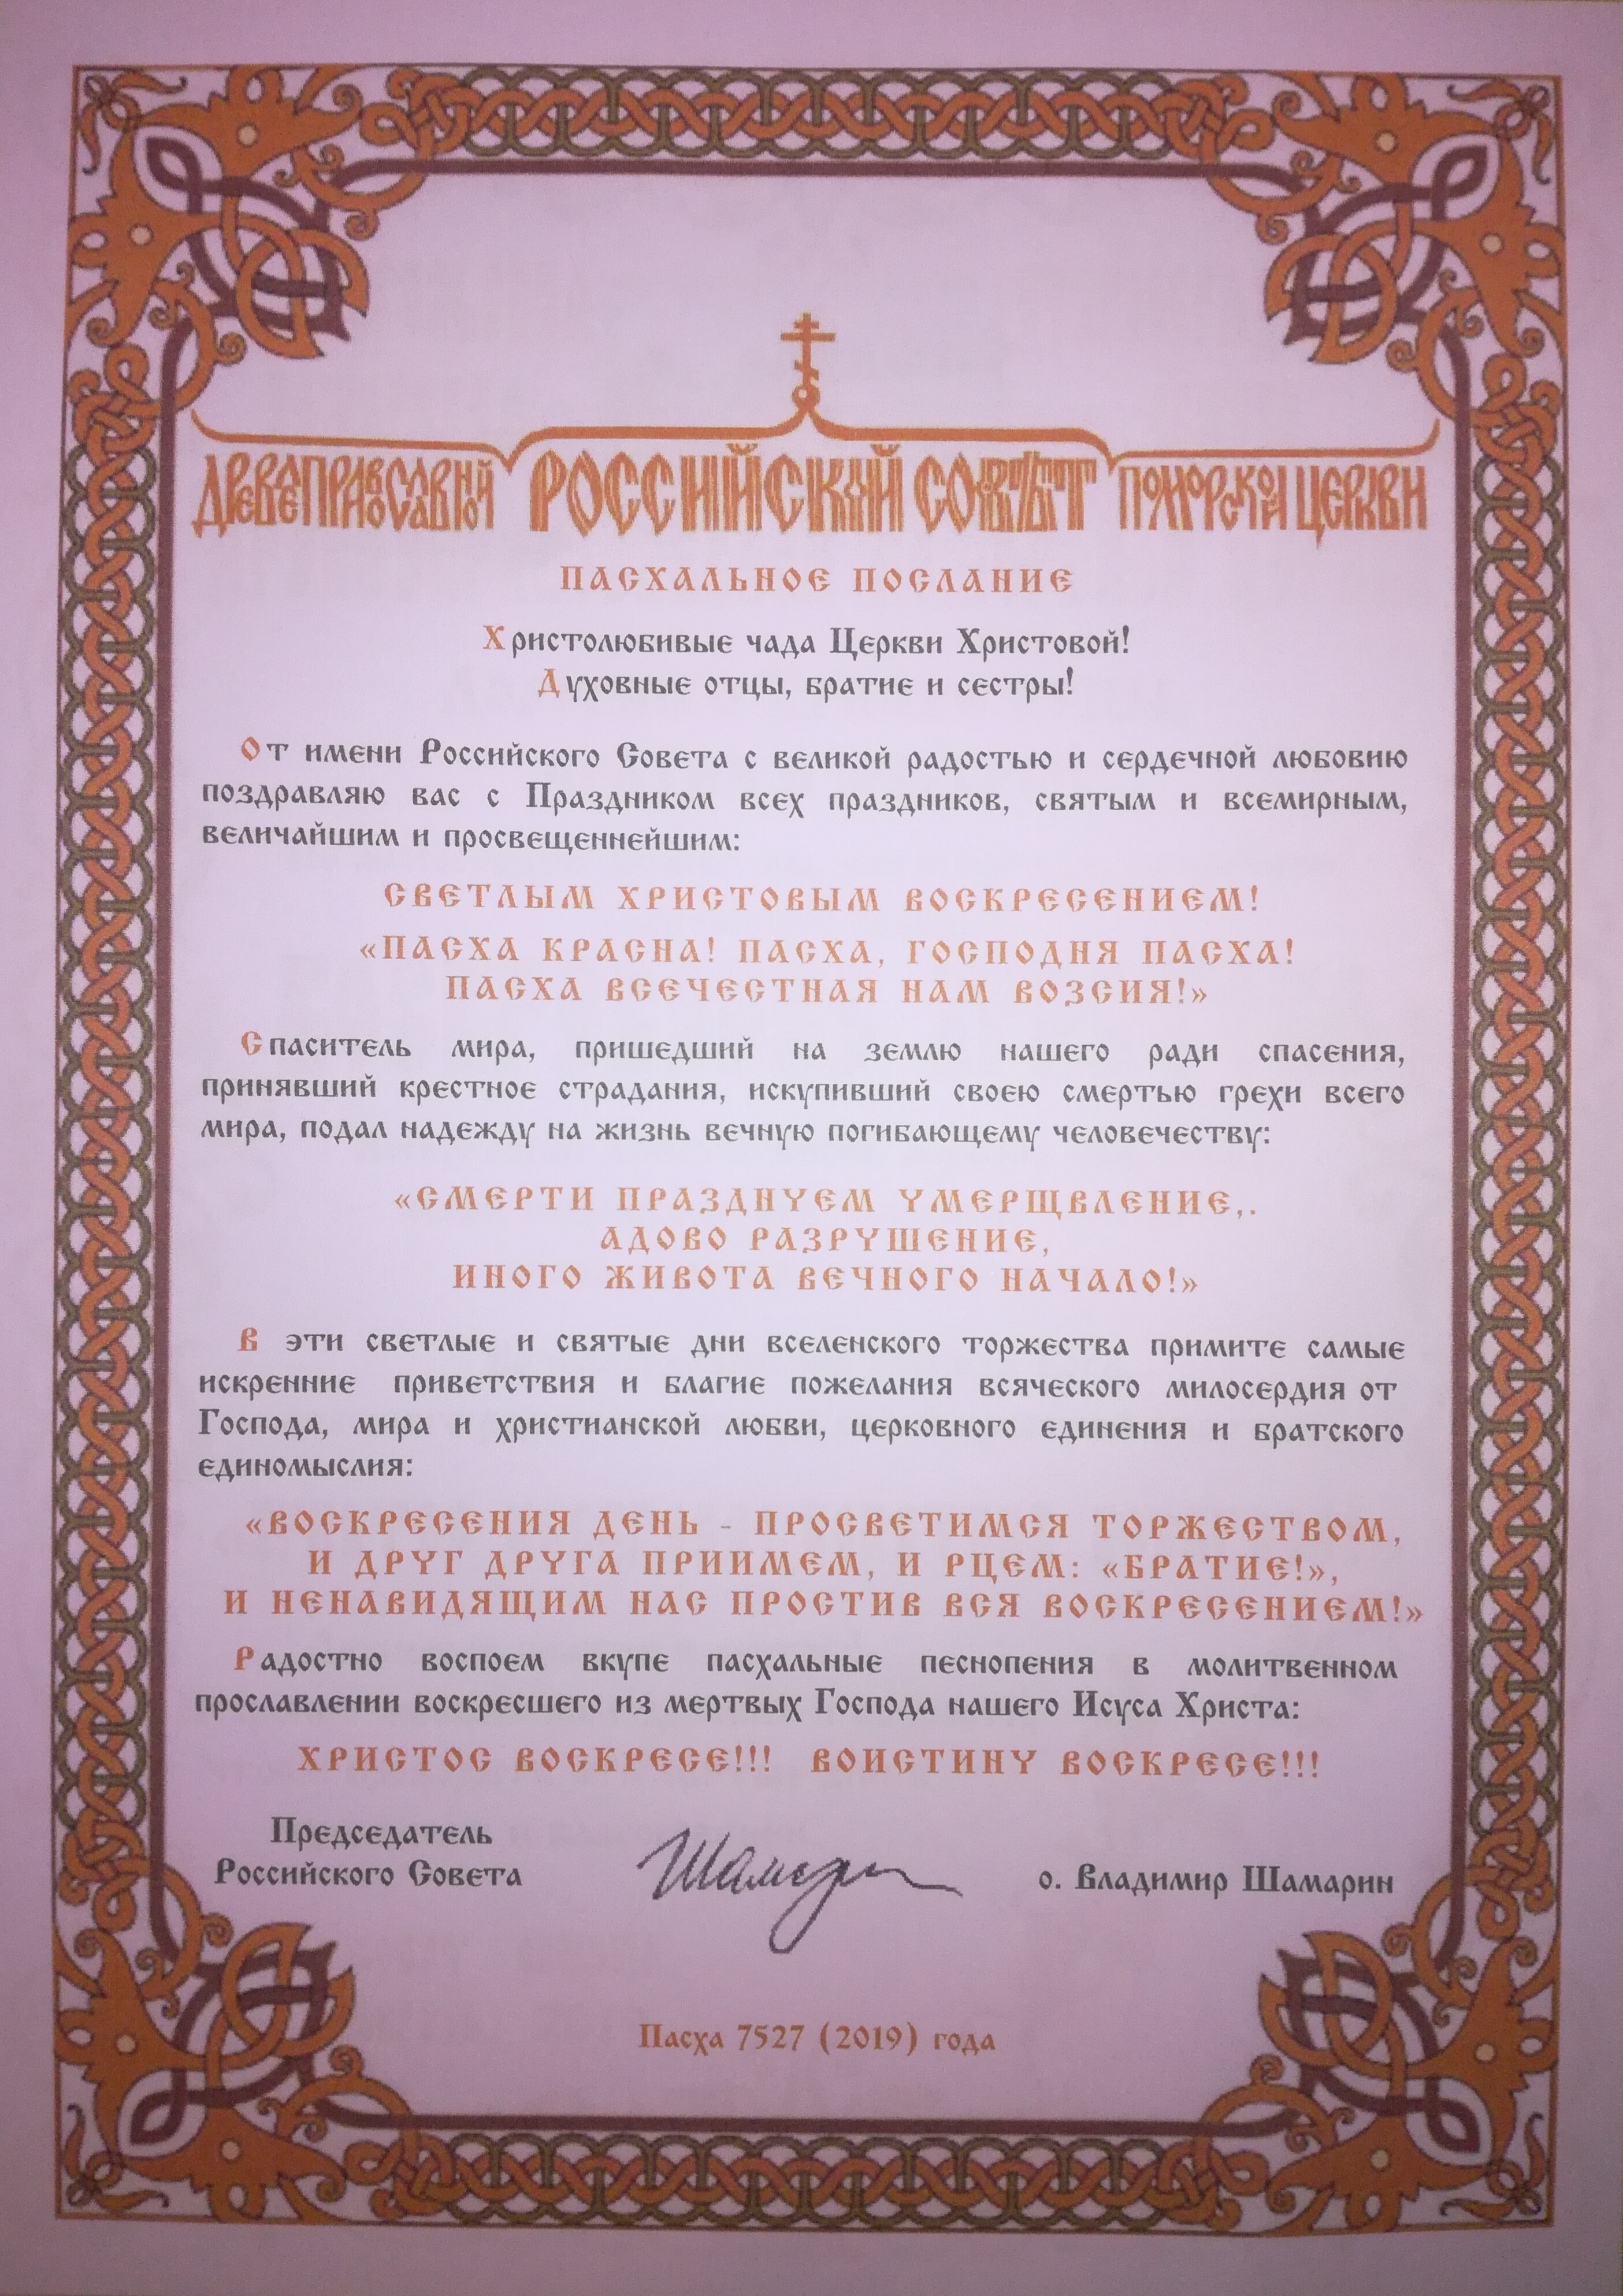 ДРЕВЛЕПРАВОСЛАВНОЙ РОССИЙСКИЙ СОВѢТ ПОМОРСКОЙ ЦЕРКВИ
ПАСХАЛЬНОЕ ПОСЛАНИЕ
Христолюбивые чада Церкви Христовой!
Духовные отцы, братие и сестры!
От имени Российского Совета с великой радостью и сердечной любовию
поздравляю вас с Праздником всех праздников, святым и всемирным,
величайшим и просвещеннейшим:
СВЕТЛЫМ ХРИСТОВЫМ ВОСКРЕСЕНИЕМ!
«ПАСХА КРАСНА! ПАСХА, ГОСПОДНЯ ПАСХА!
ПАСХА ВСЕЧЕСТНАЯ НАМ ВОЗСИЯ!»
Спаситель мира, пришедший на землю нашего ради спасения,
принявший крестное страдания, искупивший своею смертью грехи всего
мира, подал надежду на жизнь вечную погибающему человечеству:
«СМЕРТИ ПРАЗДНУЕМ УМЕРЩВЛЕНИЕ,.
АДОВО РАЗРУШЕНИЕ,
ИНОГО ЖИВОТА ВЕЧНОГО НАЧАЛО!»
В эти светлые и святые дни вселенского торжества примите самые
искренние приветствия и благие пожелания всяческого милосердия от
Господа, мира и христианской любви, церковного единения и братского
единомыслия:
«ВОСКРЕСЕНИЯ ДЕНЬ - ПРОСВЕТИМСЯ ТОРЖЕСТВОМ,
И ДРУГ ДРУГА ПРИИМЕМ, И РЦЕМ: «БРАТИЕ!»,
И НЕНАВИДЯЩИМ НАС ПРОСТИВ ВСЯ ВОСКРЕСЕНИЕМ!»
Радостно воспоем вкупе пасхальные песнопения в молитвенном
прославлении воскресшего из мертвых Господа нашего Исуса Христа:
ХРИСТОС ВОСКРЕСЕ!!! ВОИСТИНУ ВОСКРЕСЕ!!!
Председатель
Российского Совета
о. Владимир Шамарин
Пасха 7527 (2019) года